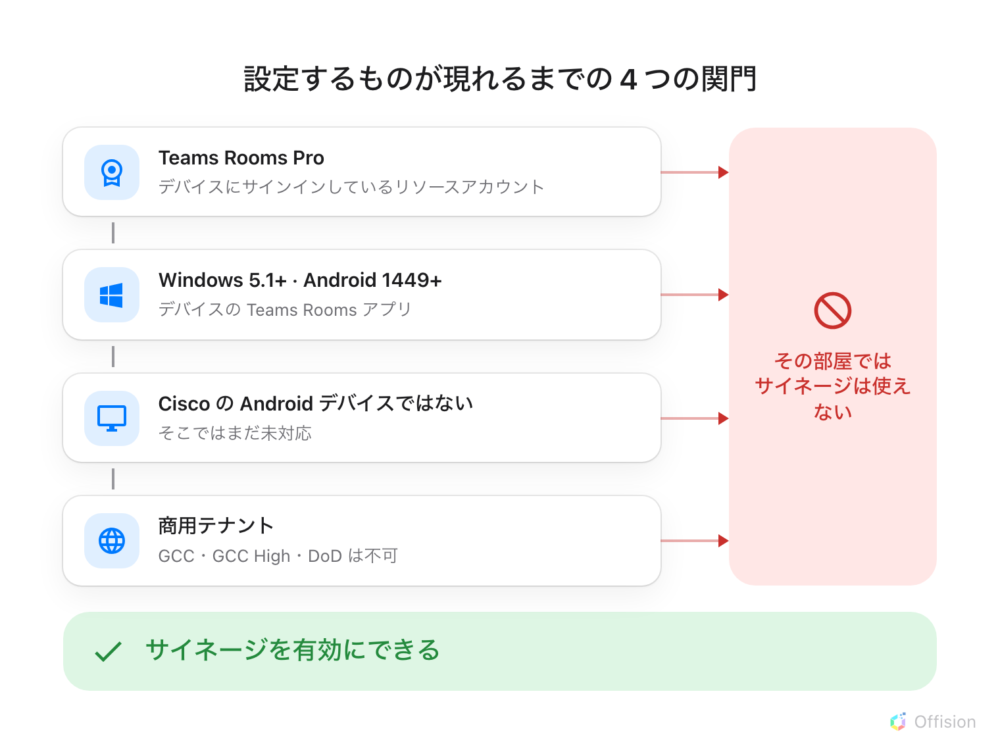 設定するものが現れるまでの 4 つの関門
Teams Rooms Pro
デバイスにサインインしているリソースアカウント
Windows 5.1+ · Android 1449+
デバイスの Teams Rooms アプリ
Cisco の Android デバイスではない
そこではまだ未対応
商用テナント
GCC · GCC High · DoD は不可
その部屋では
サイネージは使え
ない
サイネージを有効にできる
Offision